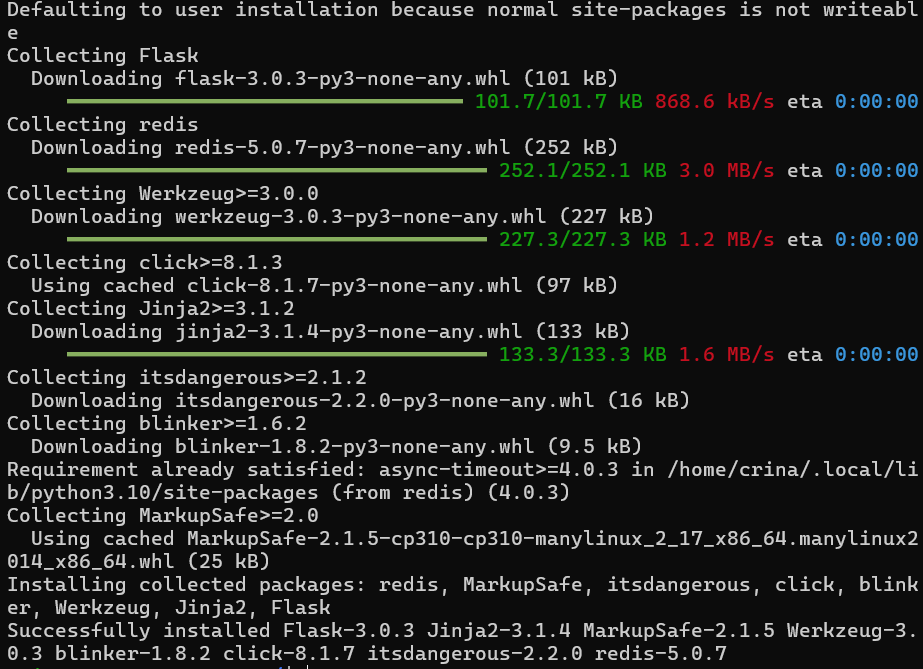 Defaulting to user installation because normal site-packages is not writeabl
e
Collecting Flask
  Downloading flask-3.0.3-py3-none-any.whl (101 kB)
101.7/101.7 KB 868.6 kB/s eta 0:00:00
Collecting redis
  Downloading redis-5.0.7-py3-none-any.whl (252 kB)
252.1/252.1 KB 3.0 MB/s eta 0:00:00
Collecting Werkzeug>=3.0.0
  Downloading werkzeug-3.0.3-py3-none-any.whl (227 kB)
227.3/227.3 KB 1.2 MB/s eta 0:00:00
Collecting click>=8.1.3
  Using cached click-8.1.7-py3-none-any.whl (97 kB)
Collecting Jinja2>=3.1.2
  Downloading jinja2-3.1.4-py3-none-any.whl (133 kB)
133.3/133.3 KB 1.6 MB/s eta 0:00:00
Collecting itsdangerous>=2.1.2
  Downloading itsdangerous-2.2.0-py3-none-any.whl (16 kB)
Collecting blinker>=1.6.2
  Downloading blinker-1.8.2-py3-none-any.whl (9.5 kB)
Requirement already satisfied: async-timeout>=4.0.3 in /home/crina/.local/li
b/python3.10/site-packages (from redis) (4.0.3)
Collecting MarkupSafe>=2.0
  Using cached MarkupSafe-2.1.5-cp310-cp310-manylinux_2_17_x86_64.manylinux2
014_x86_64.whl (25 kB)
Installing collected packages: redis, MarkupSafe, itsdangerous, click, blink
er, Werkzeug, Jinja2, Flask
Successfully installed Flask-3.0.3 Jinja2-3.1.4 MarkupSafe-2.1.5 Werkzeug-3.
0.3 blinker-1.8.2 click-8.1.7 itsdangerous-2.2.0 redis-5.0.7